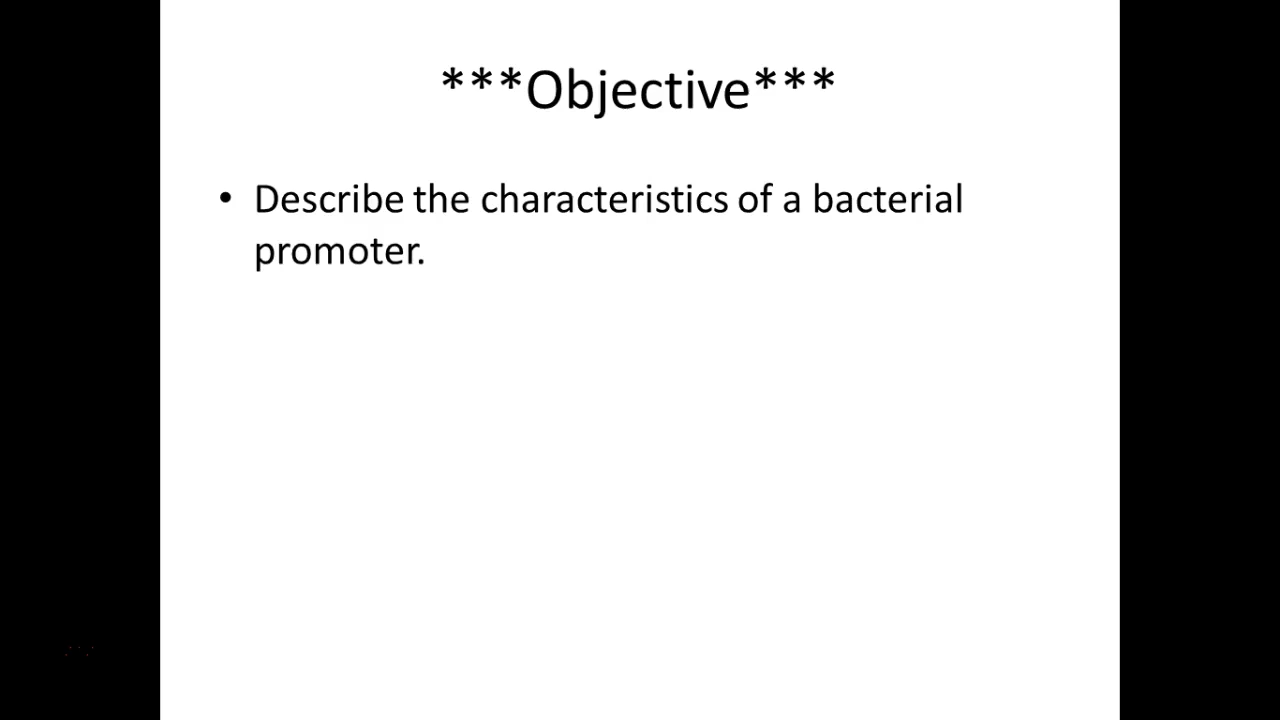 ***Objective***
• Describe the characteristics of a bacterial
promoter.